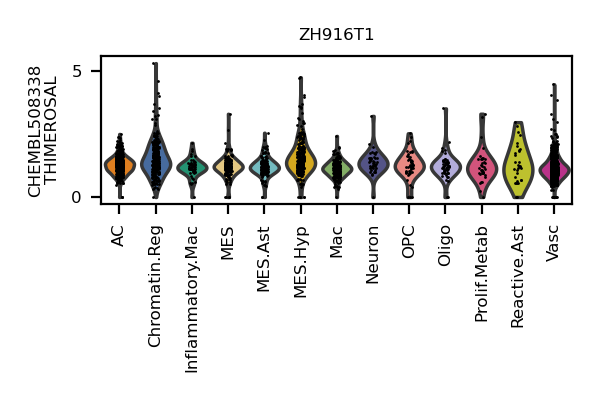 ZH916T1
CHEMBL508338
THIMEROSAL
5
0
AC
Chromatin.Reg
Inflammatory.Mac
MES
MES.Ast
MES.Hyp
Mac
Neuron
OPC
Oligo
Prolif.Metab
Reactive.Ast
Vasc